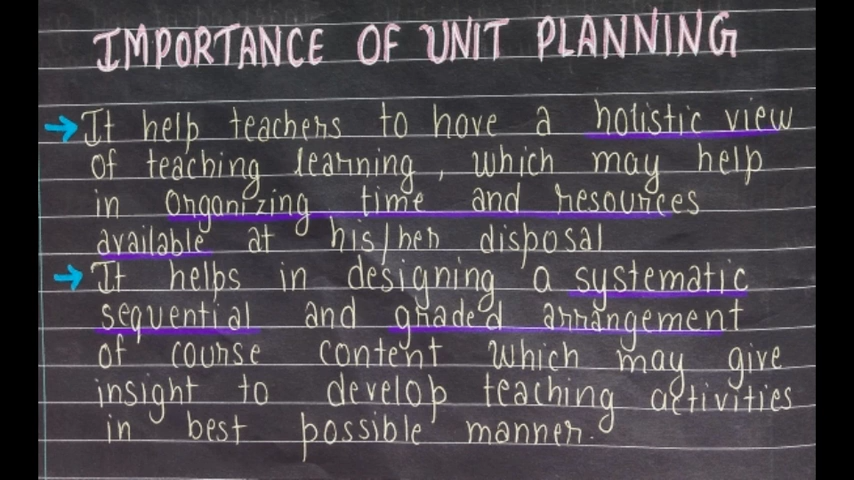 IMPORTANCE OF UNIT PLANNING
→ It help teachers to have a holistic view
of teaching learning, which may help
in organizing time and resources
available at his/her disposal
→ It helps in designing a systematic
sequential and graded arrangement
of course content which may give
insight to develop teaching activities
in best possible manner.